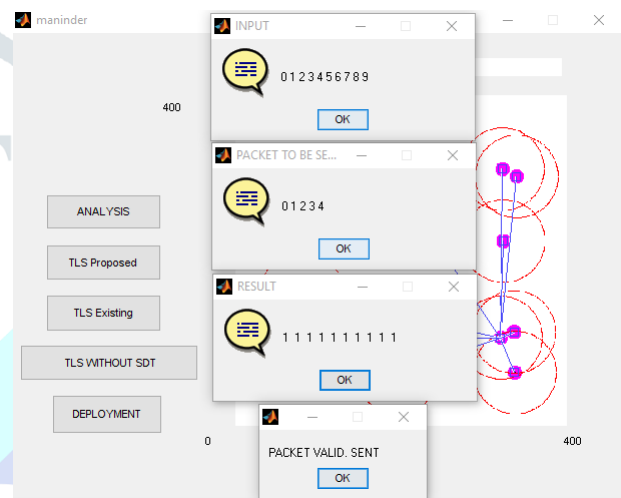 maninder
INPUT
0 1 2 3 4 5 6 7 8 9
OK
400
PACKET TO BE SE...
0 1 2 3 4
OK
ANALYSIS
TLS Proposed
TLS Existing
TLS WITHOUT SDT
DEPLOYMENT
RESULT
1 1 1 1 1 1 1 1 1 1
OK
0
400
PACKET VALID. SENT
OK